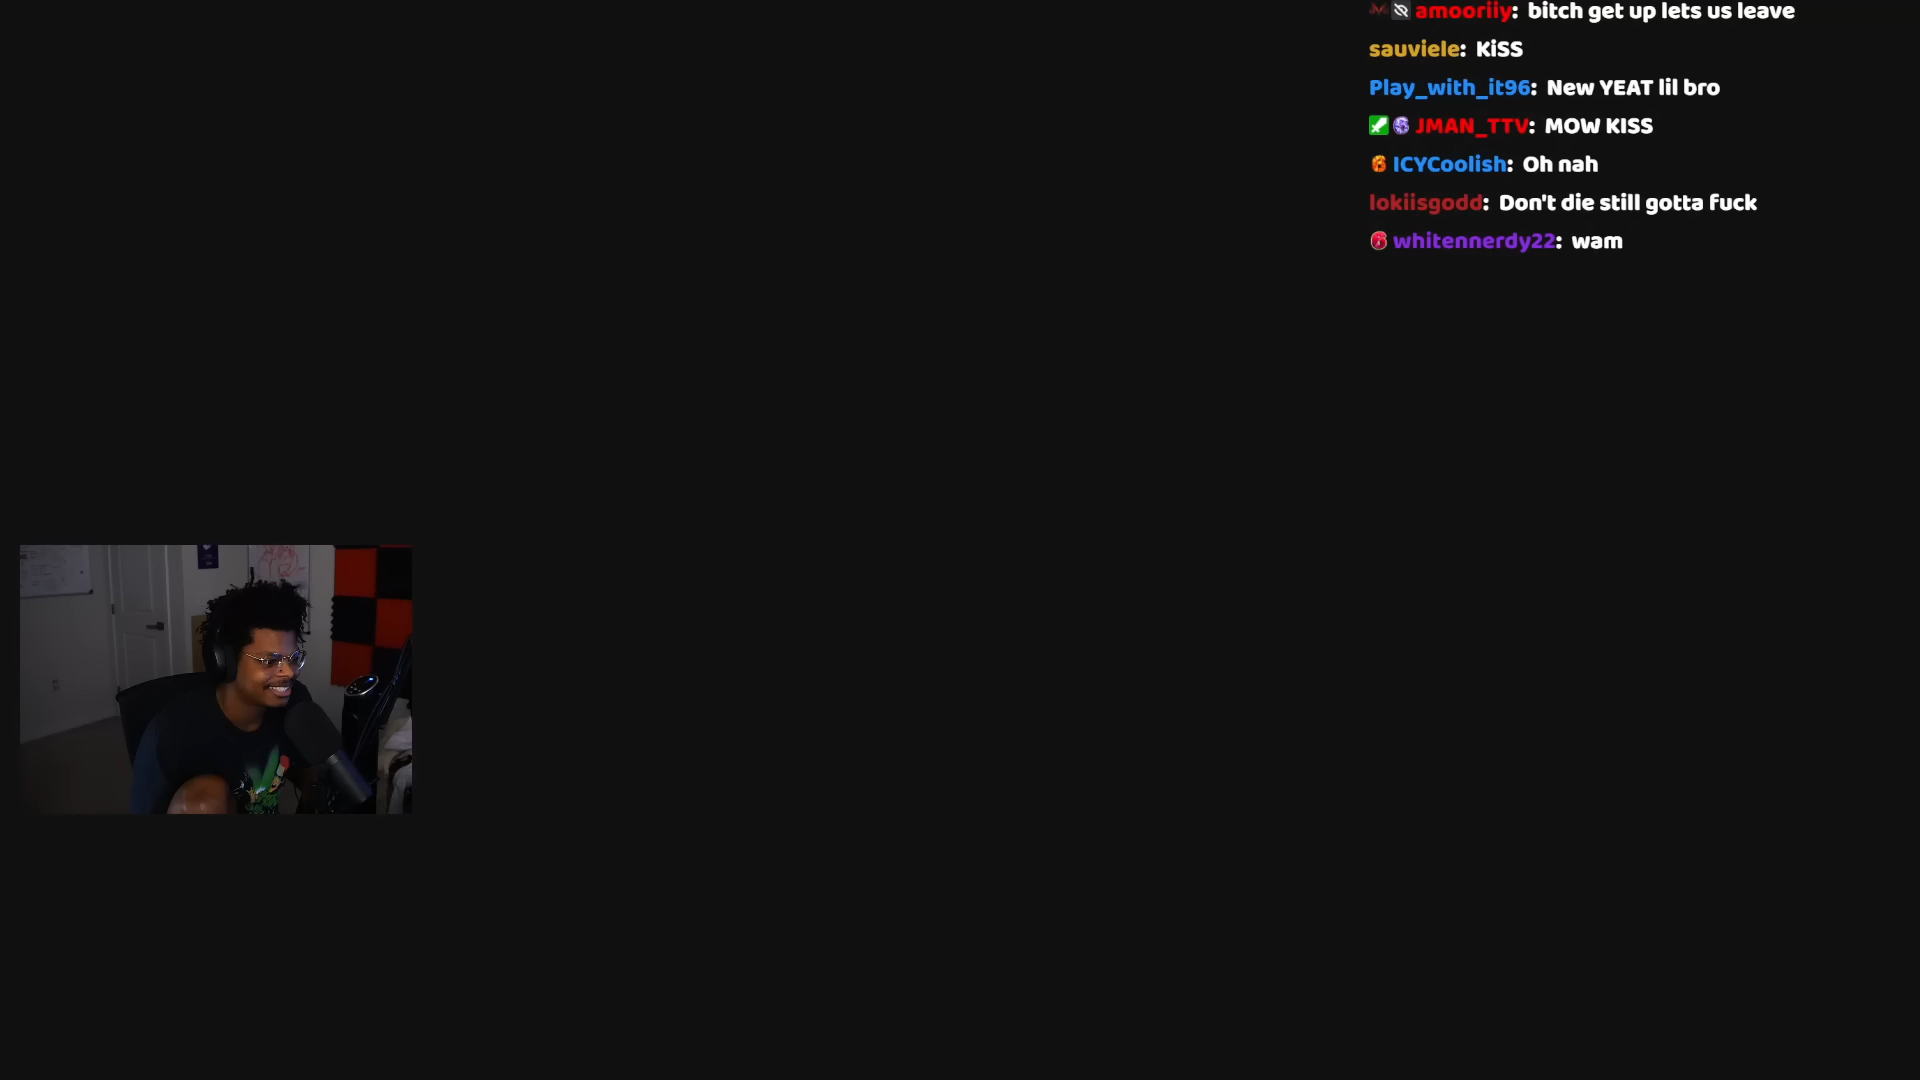 amooriiy: bitch get up lets us leave
sauviele: KiSS
Play_with_it96: New YEAT lil bro
JMAN_TTV: MOW KISS
ICYCoolish: Oh nah
lokiisgodd: Don't die still gotta fuck
whitennerdy22: wam